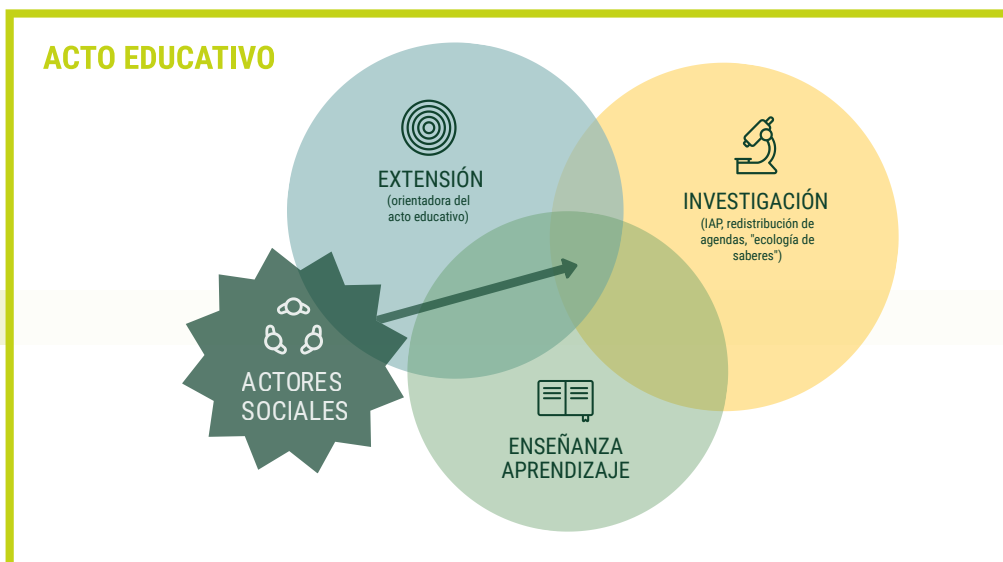 ACTO EDUCATIVO
EXTENSIÓN
(orientadora del
acto educativo)
INVESTIGACIÓN
(IAP, redistribución de
agendas, "ecología de
saberes")
ACTORES
SOCIALES
ENSEÑANZA
APRENDIZAJE